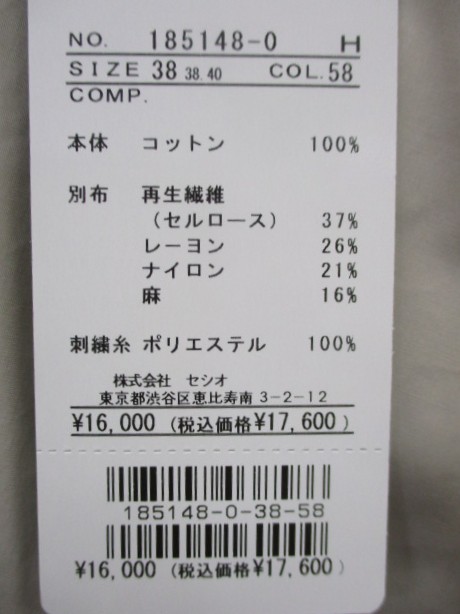 NO. 185148-0 H
SIZE 38 38.40 COL.58
COMP.
本体 コットン 100%
別布 再生繊維
（セルロース） 37%
レーヨン 26%
ナイロン 21%
麻 16%
刺繍糸 ポリエステル 100%
株式会社 セシオ
東京都渋谷区恵比寿南 3-2-12
¥16,000 (税込価格¥17,600)
185148-0-38-58
¥16,000 (税込価格¥17,600)